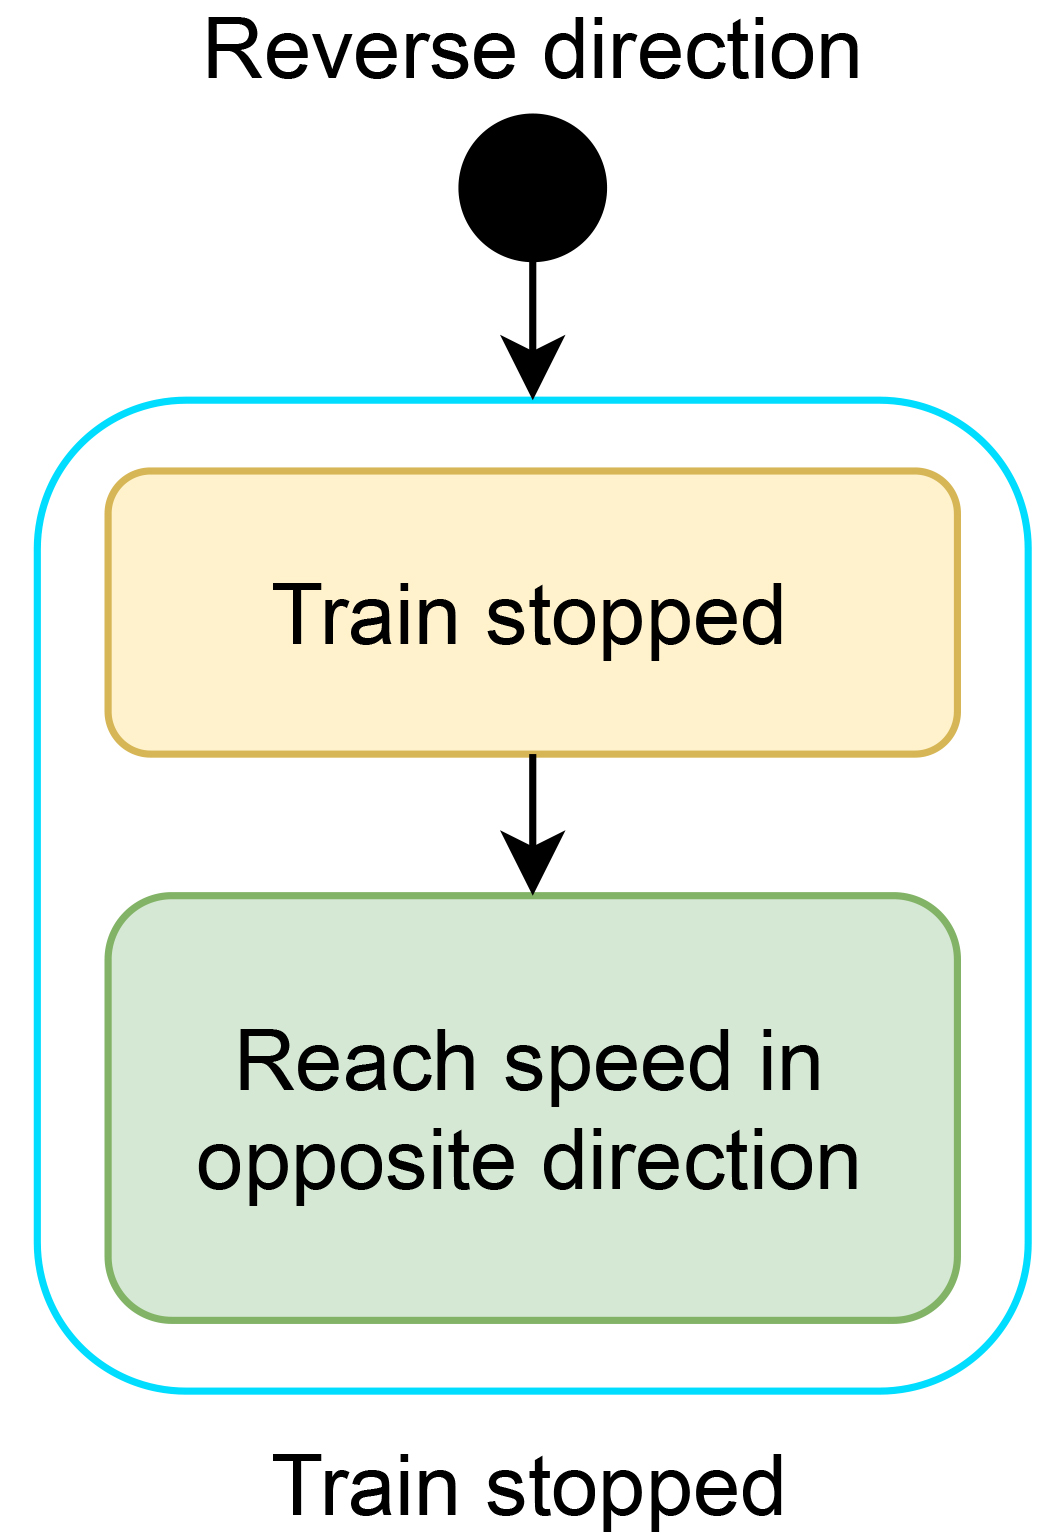 Reverse direction
Train stopped
Reach speed in
opposite direction
Train stopped